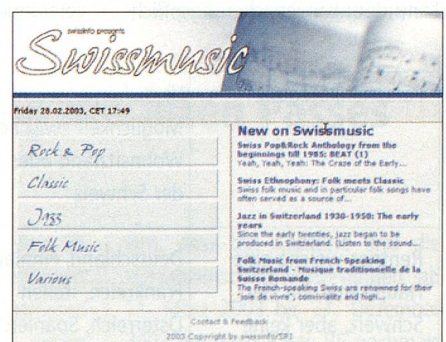 swissinfo presents
Swissmusic
Friday 28.02.2003, CET 17:49
Rock & Pop
Classic
Jazz
Folk Music
Various
New on Swissmusic
Swiss Pop&Rock Anthology from the
beginnings till 1985: BEAT (1)
Yeah, Yeah, Yeah: The Craze of the Early...
Swiss Ethnophony: Folk meets Classic
Swiss folk music and in particular folk songs have
often served as a source of...
Jazz in Switzerland 1930-1950: The early
years
Since the early twenties, jazz began to be
produced in Switzerland. (Listen to the sound...
Folk Music from French-Speaking
Switzerland - Musique traditionnelle de la
Suisse Romande
The French-speaking Swiss are renowned for their
"joie de vivre", conviviality and high...
Contact & Feedback
2003 Copyright by swissinfo/SRI